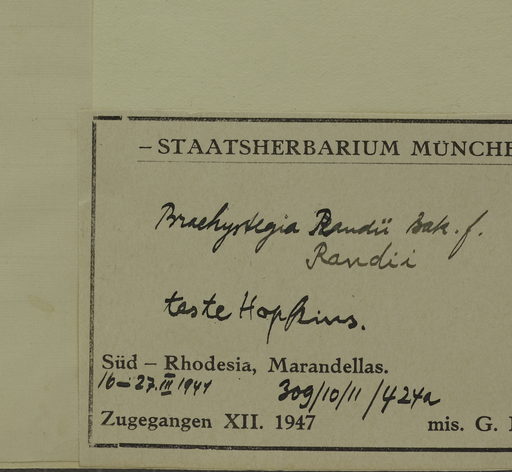 – STAATSHERBARIUM MÜNCHE
Brachystegia Randii Bak. f.
Randii
teste Hopkins.
Süd – Rhodesia, Marandellas.
16–27.III 1941 309/10/11/424a
Zugegangen XII. 1947 mis. G.